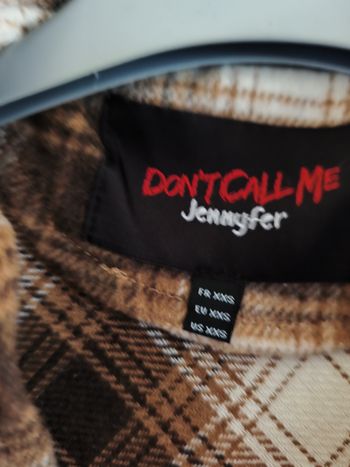 DON'T CALL ME
Jennyfer
FR XXS
EU XXS
US XXS